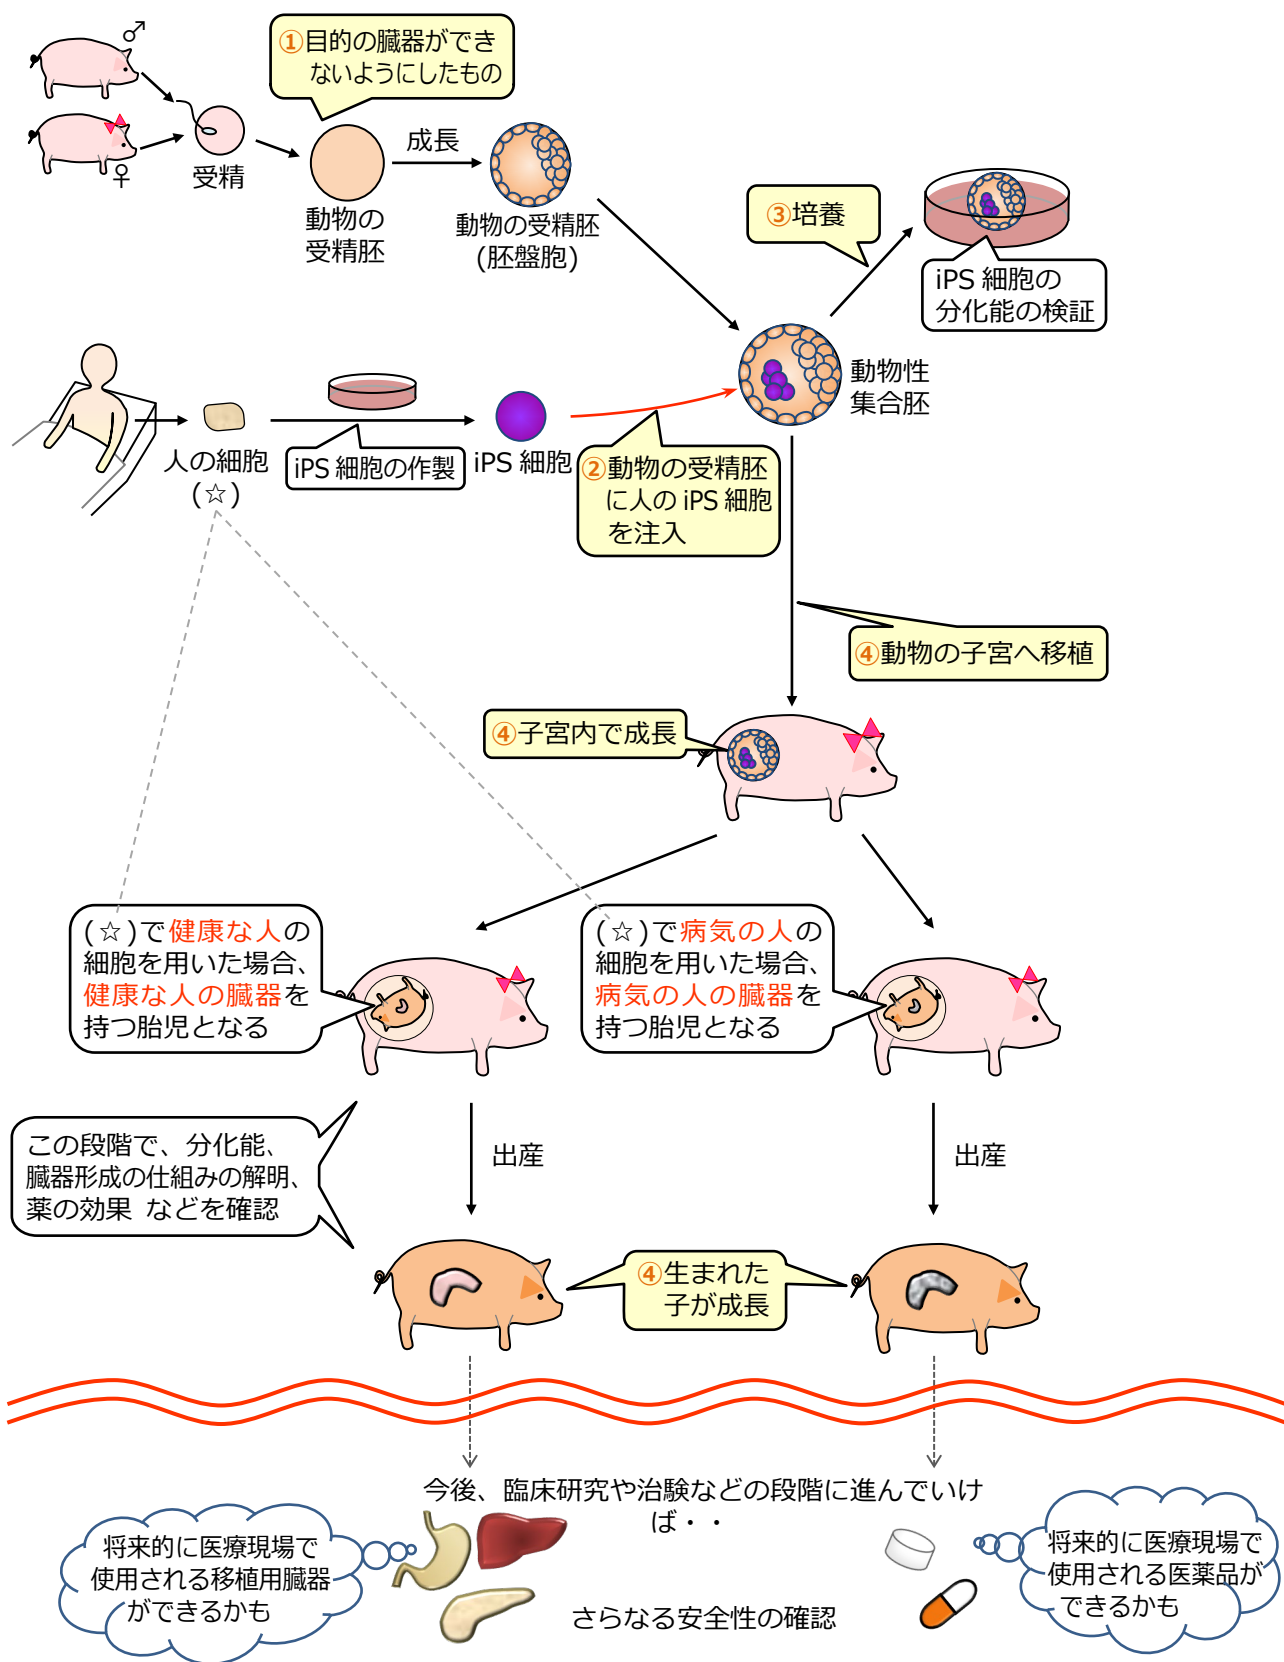 ♂
①目的の臓器ができ
ないようにしたもの
♀
受精
成長
動物の
受精胚
動物の受精胚
(胚盤胞)
③培養
iPS 細胞の
分化能の検証
動物性
集合胚
人の細胞
(☆)
iPS 細胞の作製
iPS 細胞
②動物の受精胚
に人の iPS 細胞
を注入
④動物の子宮へ移植
④子宮内で成長
(☆)で健康な人の
細胞を用いた場合、
健康な人の臓器を
持つ胎児となる
(☆)で病気の人の
細胞を用いた場合、
病気の人の臓器を
持つ胎児となる
この段階で、分化能、
臓器形成の仕組みの解明、
薬の効果 などを確認
出産
出産
④生まれた
子が成長
今後、臨床研究や治験などの段階に進んでいけ
ば・・
将来的に医療現場で
使用される移植用臓器
ができるかも
将来的に医療現場で
使用される医薬品が
できるかも
さらなる安全性の確認